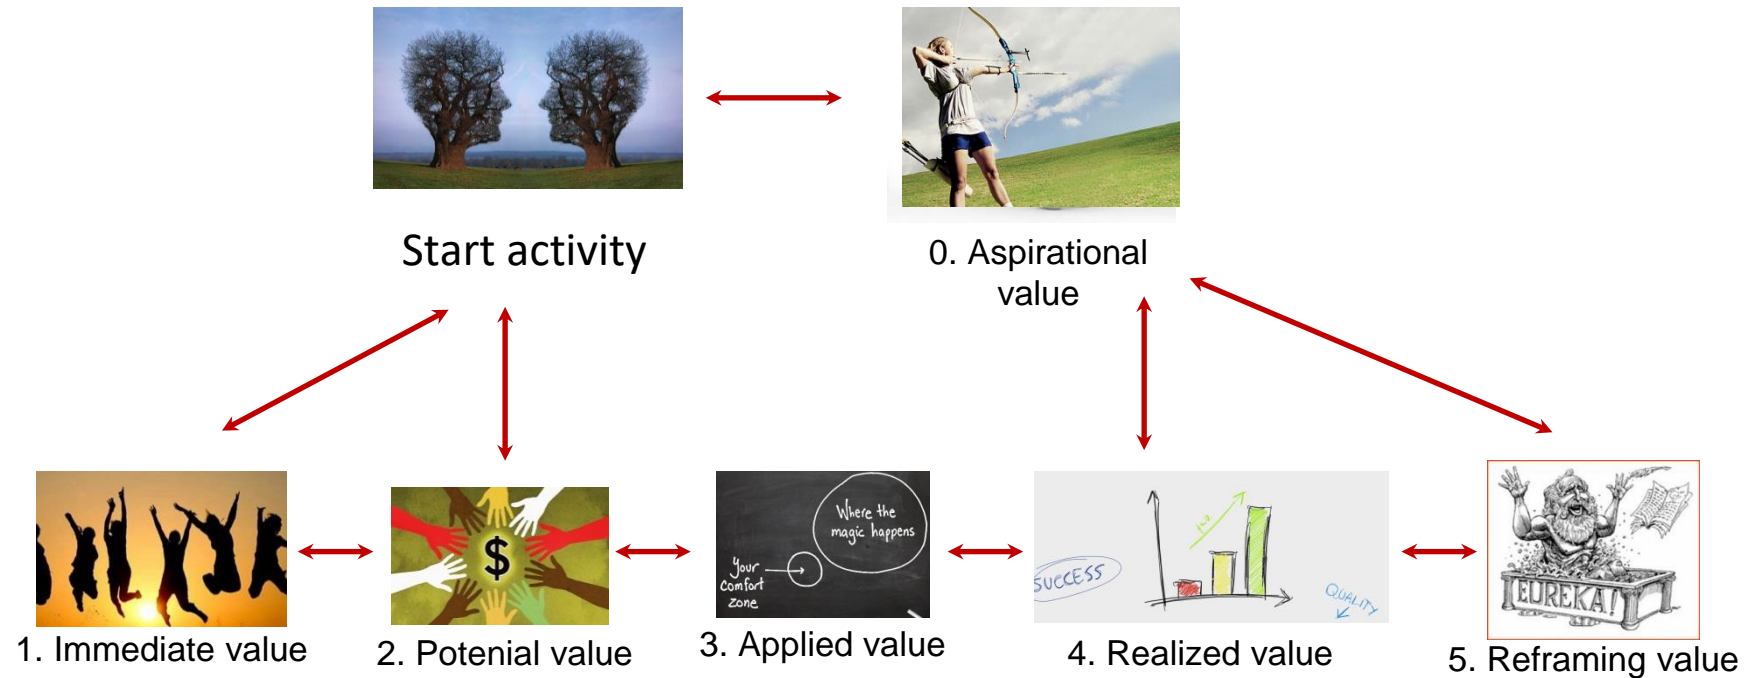 Start activity
0. Aspirational
value
Where the
magic happens
Your
comfort
zone
$
SUCCESS
QUALITY
EUREKA!
1. Immediate value
2. Potenial value
3. Applied value
4. Realized value
5. Reframing value